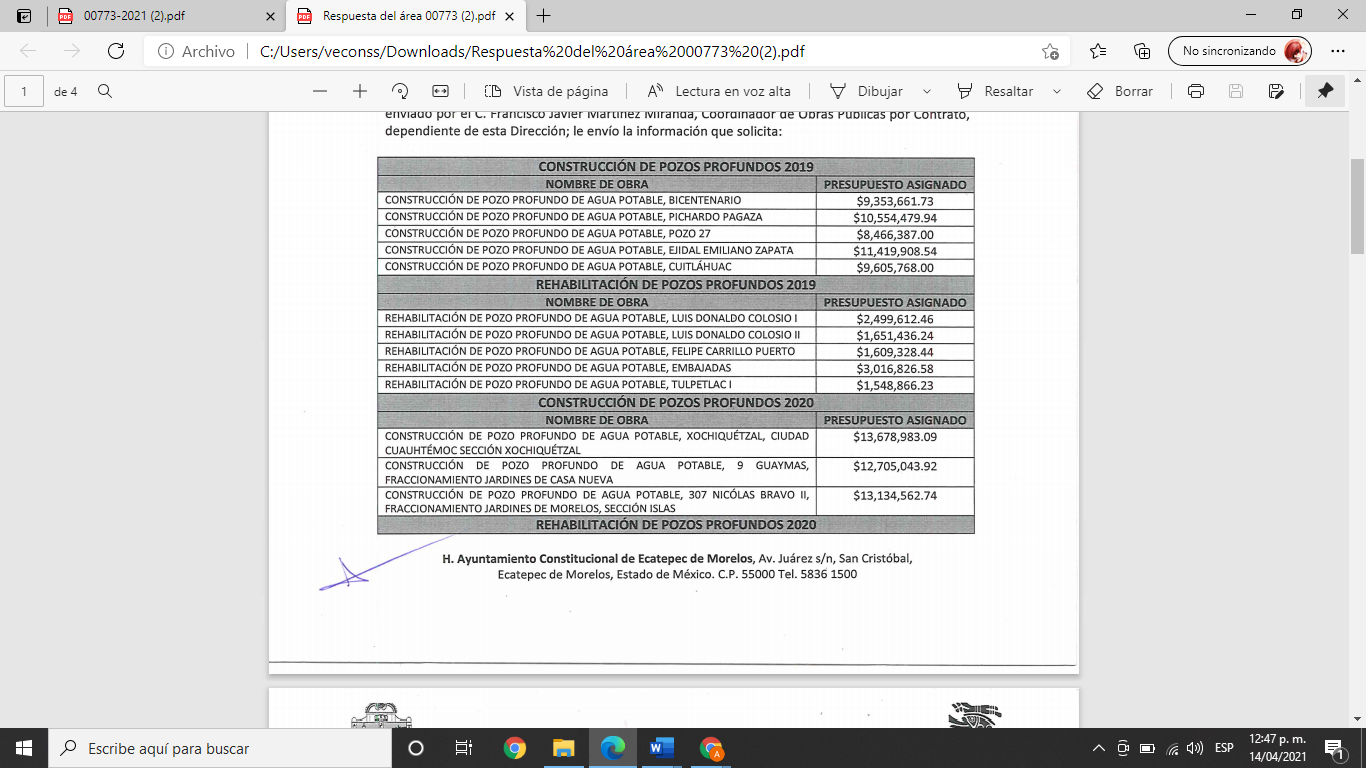 00773-2021 (2).pdf
Respuesta del área 00773 (2).pdf
Archivo
C:/Users/veconss/Downloads/Respuesta%20del%20área%2000773%20(2).pdf
No sincronizando
1
de 4
Vista de página
Lectura en voz alta
Dibujar
Resaltar
Borrar
enviado por el C. Francisco Javier Martínez Miranda, Coordinador de Obras Públicas por Contrato,
dependiente de esta Dirección; le envío la información que solicita:
CONSTRUCCIÓN DE POZOS PROFUNDOS 2019
NOMBRE DE OBRA PRESUPUESTO ASIGNADO
CONSTRUCCIÓN DE POZO PROFUNDO DE AGUA POTABLE, BICENTENARIO $9,353,661.73
CONSTRUCCIÓN DE POZO PROFUNDO DE AGUA POTABLE, PICHARDO PAGAZA $10,554,479.94
CONSTRUCCIÓN DE POZO PROFUNDO DE AGUA POTABLE, POZO 27 $8,466,387.00
CONSTRUCCIÓN DE POZO PROFUNDO DE AGUA POTABLE, EJIDAL EMILIANO ZAPATA $11,419,908.54
CONSTRUCCIÓN DE POZO PROFUNDO DE AGUA POTABLE, CUITLÁHUAC $9,605,768.00
REHABILITACIÓN DE POZOS PROFUNDOS 2019
NOMBRE DE OBRA PRESUPUESTO ASIGNADO
REHABILITACIÓN DE POZO PROFUNDO DE AGUA POTABLE, LUIS DONALDO COLOSIO I $2,499,612.46
REHABILITACIÓN DE POZO PROFUNDO DE AGUA POTABLE, LUIS DONALDO COLOSIO II $1,651,436.24
REHABILITACIÓN DE POZO PROFUNDO DE AGUA POTABLE, FELIPE CARRILLO PUERTO $1,609,328.44
REHABILITACIÓN DE POZO PROFUNDO DE AGUA POTABLE, EMBAJADAS $3,016,826.58
REHABILITACIÓN DE POZO PROFUNDO DE AGUA POTABLE, TULPETLAC I $1,548,866.23
CONSTRUCCIÓN DE POZOS PROFUNDOS 2020
NOMBRE DE OBRA PRESUPUESTO ASIGNADO
CONSTRUCCIÓN DE POZO PROFUNDO DE AGUA POTABLE, XOCHIQUÉTZAL, CIUDAD $13,678,983.09
CUAUHTÉMOC SECCIÓN XOCHIQUÉTZAL
CONSTRUCCIÓN DE POZO PROFUNDO DE AGUA POTABLE, 9 GUAYMAS, $12,705,043.92
FRACCIONAMIENTO JARDINES DE CASA NUEVA
CONSTRUCCIÓN DE POZO PROFUNDO DE AGUA POTABLE, 307 NICÓLAS BRAVO II, $13,134,562.74
FRACCIONAMIENTO JARDINES DE MORELOS, SECCIÓN ISLAS
REHABILITACIÓN DE POZOS PROFUNDOS 2020
H. Ayuntamiento Constitucional de Ecatepec de Morelos, Av. Juárez s/n, San Cristóbal,
Ecatepec de Morelos, Estado de México. C.P. 55000 Tel. 5836 1500
Escribe aquí para buscar
ESP
12:47 p. m.
14/04/2021
1